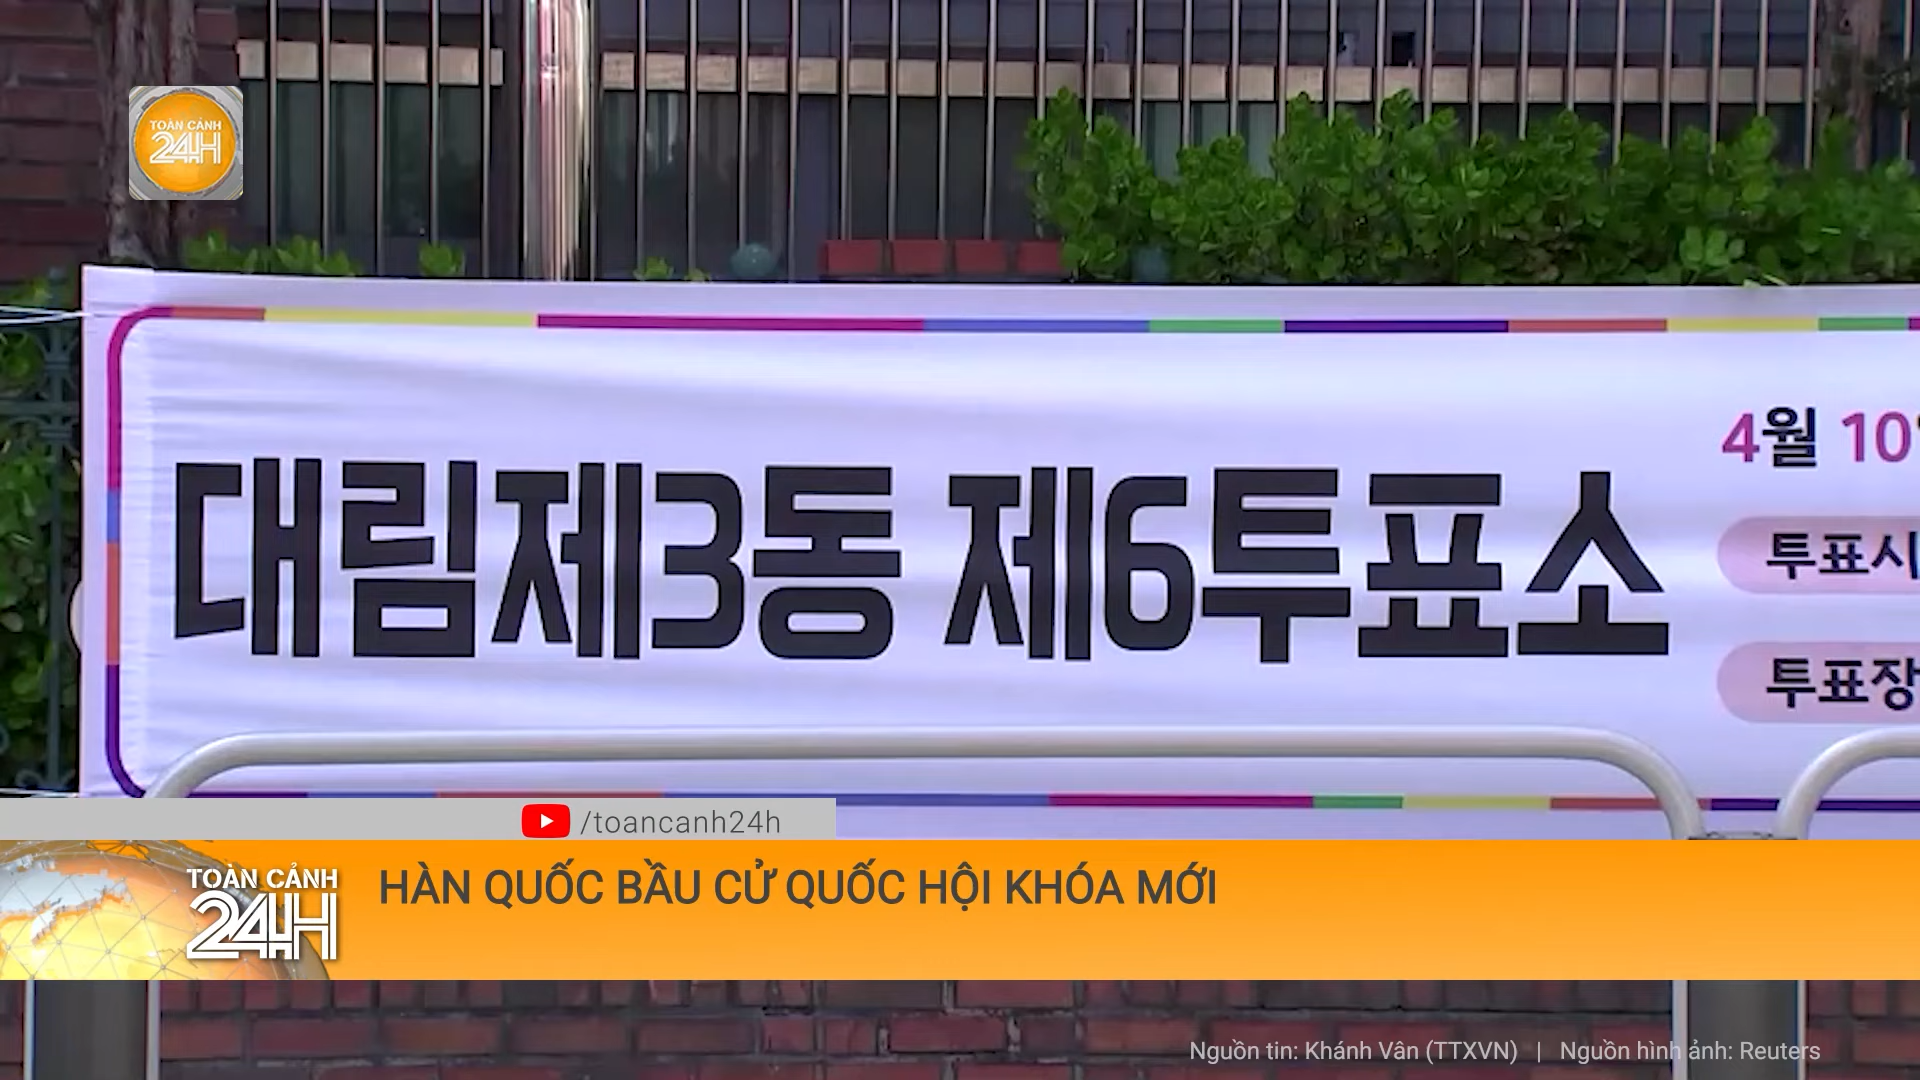 TOÀN CẢNH
24H
4월 10
대림제3동 제6투표소
투표시
투표장
/toancanh24h
TOÀN CẢNH
24H
HÀN QUỐC BẦU CỬ QUỐC HỘI KHÓA MỚI
Nguồn tin: Khánh Vân (TTXVN) | Nguồn hình ảnh: Reuters